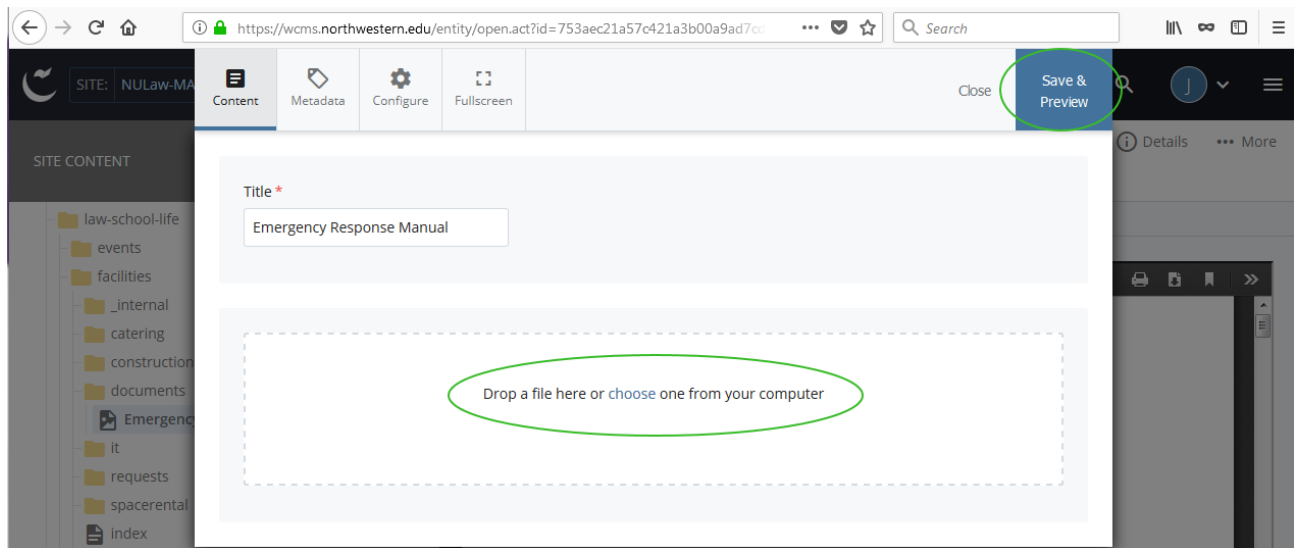 https://wcms.northwestern.edu/entity/open.act?id=753aec21a57c421a3b00a9ad7cd
Search
SITE: NULaw-MA
Content
Metadata
Configure
Fullscreen
Close
Save &
Preview
J
Details
More
SITE CONTENT
Title *
Emergency Response Manual
law-school-life
events
facilities
_internal
catering
construction
documents
Emergenc
it
requests
spacerental
index
Drop a file here or choose one from your computer